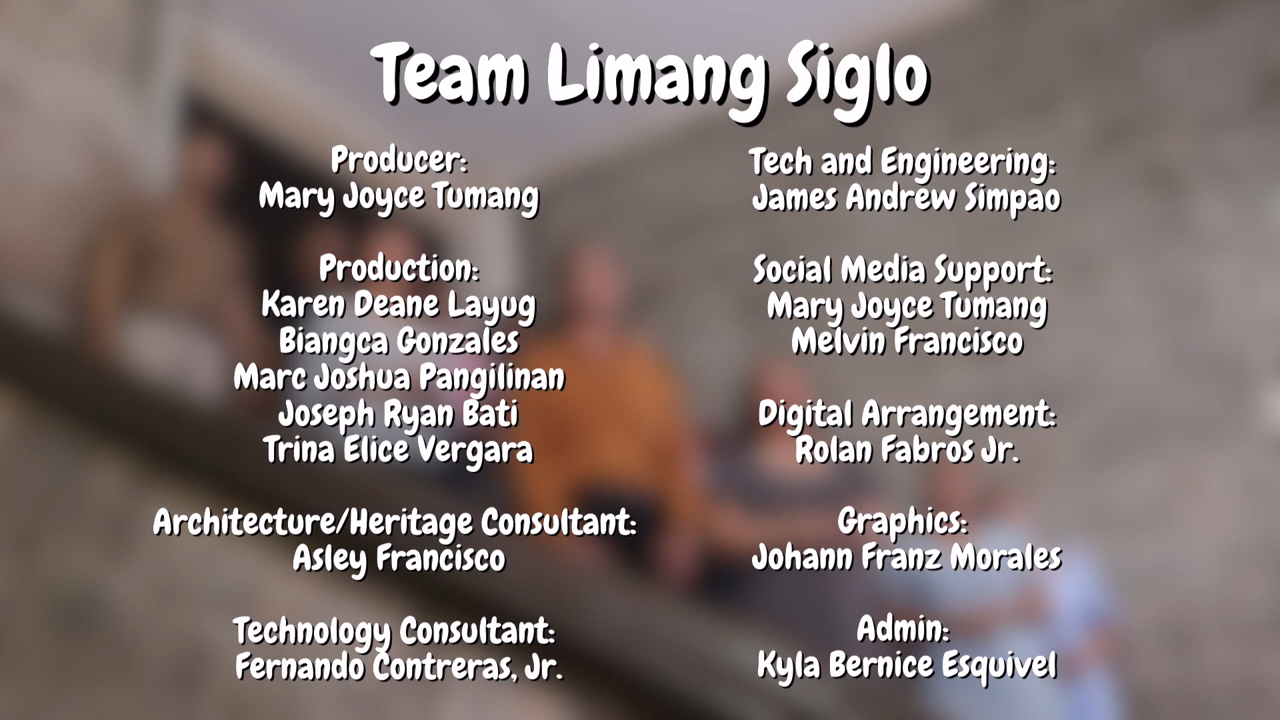 Team Limang Siglo
Producer:
Mary Joyce Tumang
Production:
Karen Deane Layug
Biangca Gonzales
Marc Joshua Pangilinan
Joseph Ryan Bati
Trina Elice Vergara
Architecture/Heritage Consultant:
Asley Francisco
Technology Consultant:
Fernando Contreras, Jr.
Tech and Engineering:
James Andrew Simpao
Social Media Support:
Mary Joyce Tumang
Melvin Francisco
Digital Arrangement:
Rolan Fabros Jr.
Graphics:
Johann Franz Morales
Admin:
Kyla Bernice Esquivel